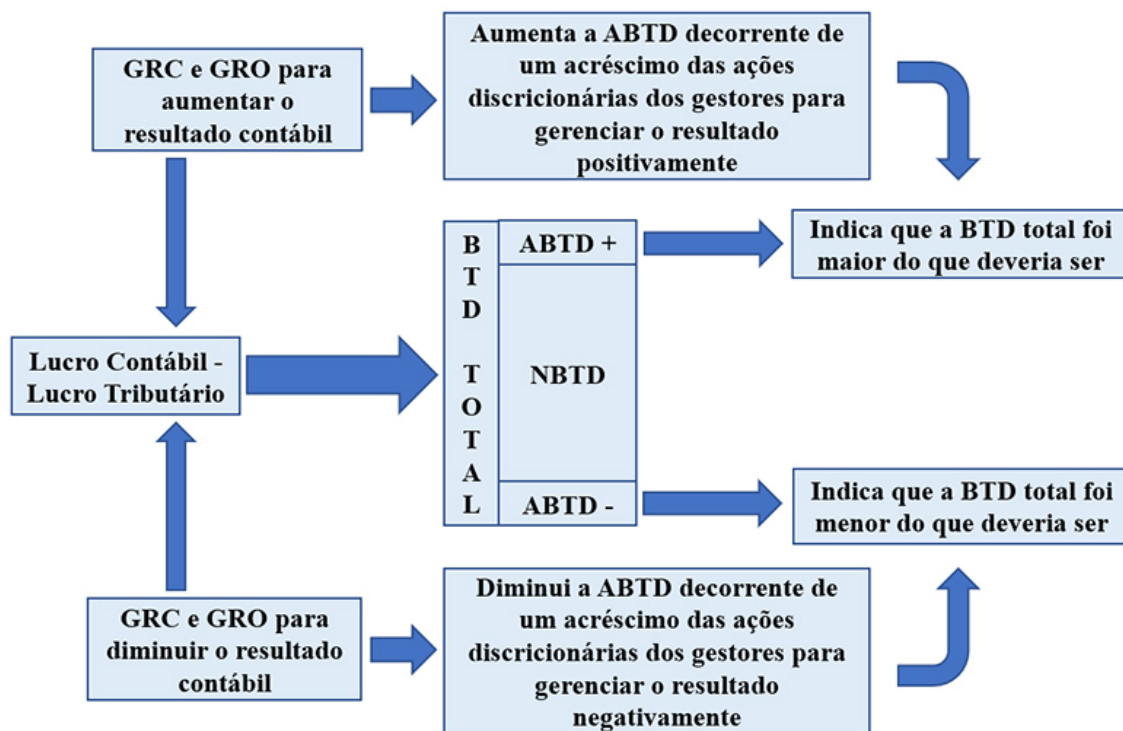 GRC e GRO para
aumentar o
resultado contábil
Aumenta a ABTD decorrente de
um acréscimo das ações
discricionárias dos gestores para
gerenciar o resultado
positivamente
Lucro Contábil -
Lucro Tributário
B
T
D
T
O
T
A
L
ABTD +
NBTD
ABTD -
Indica que a BTD total foi
maior do que deveria ser
Indica que a BTD total foi
menor do que deveria ser
GRC e GRO para
diminuir o resultado
contábil
Diminui a ABTD decorrente de
um acréscimo das ações
discricionárias dos gestores para
gerenciar o resultado
negativamente